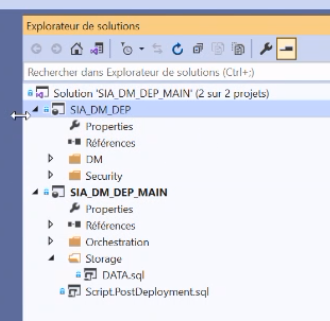 Explorateur de solutions
Rechercher dans Explorateur de solutions (Ctrl+;)
Solution 'SIA_DM_DEP_MAIN' (2 sur 2 projets)
SIA_DM_DEP
Properties
Références
DM
Security
SIA_DM_DEP_MAIN
Properties
Références
Orchestration
Storage
DATA.sql
Script.PostDeployment.sql